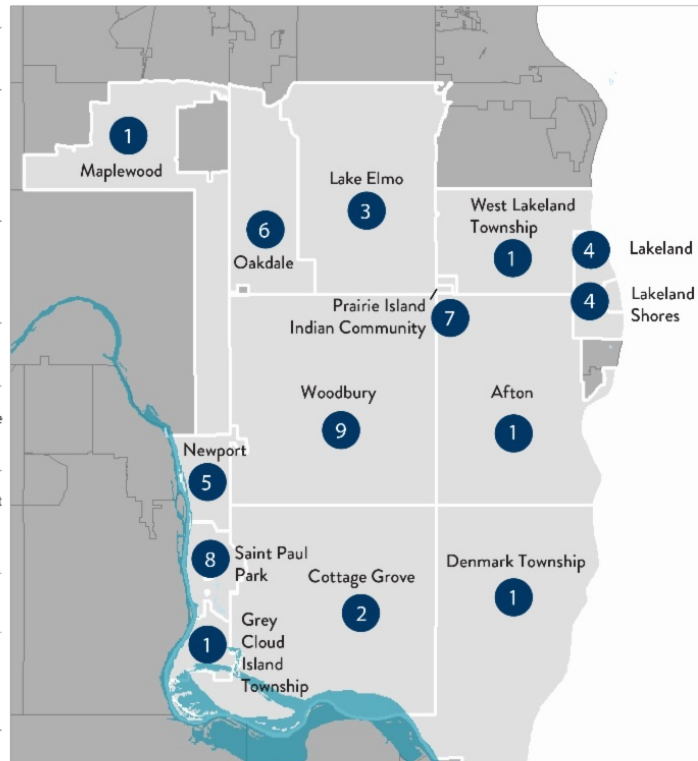 1
Maplewood
Lake Elmo
3
6
Oakdale
West Lakeland
Township
1
4
Lakeland
4
Lakeland
Shores
Prairie Island
Indian Community
7
Woodbury
9
Afton
1
Newport
5
8
Saint Paul
Park
Cottage Grove
2
Denmark Township
1
1
Grey
Cloud
Island
Township
e
t